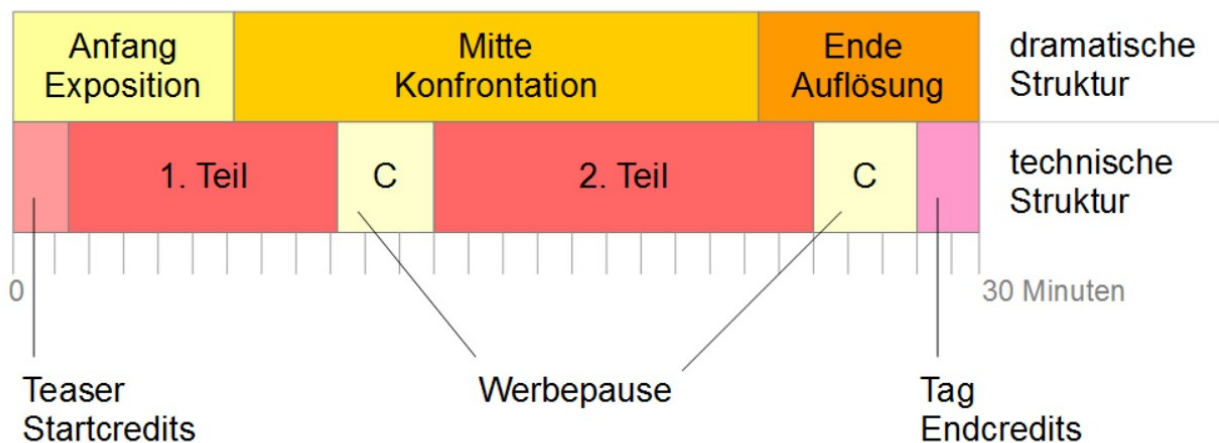 Anfang
Exposition
Mitte
Konfrontation
Ende
Auflösung
dramatische
Struktur
1. Teil
C
2. Teil
C
technische
Struktur
0
30 Minuten
Teaser
Startcredits
Werbepause
Tag
Endcredits